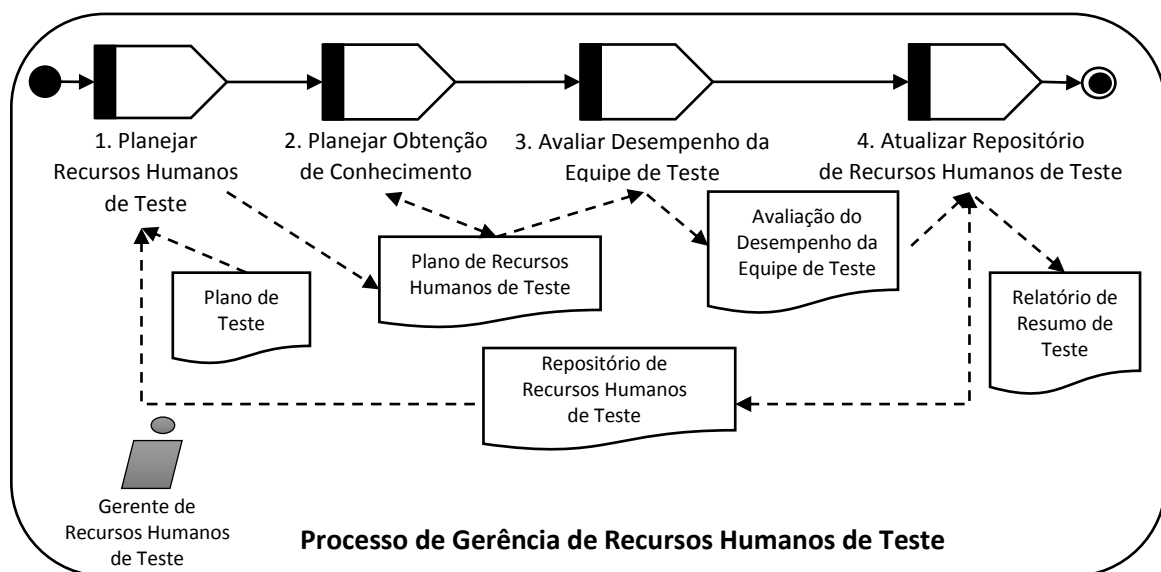 1. Planejar
Recursos Humanos
de Teste
2. Planejar Obtenção
de Conhecimento
3. Avaliar Desempenho da
Equipe de Teste
4. Atualizar Repositório
de Recursos Humanos de Teste
Plano de
Teste
Plano de Recursos
Humanos de Teste
Avaliação do
Desempenho da
Equipe de Teste
Relatório de
Resumo de
Teste
Repositório de
Recursos Humanos
de Teste
Gerente de
Recursos Humanos
de Teste
Processo de Gerência de Recursos Humanos de Teste